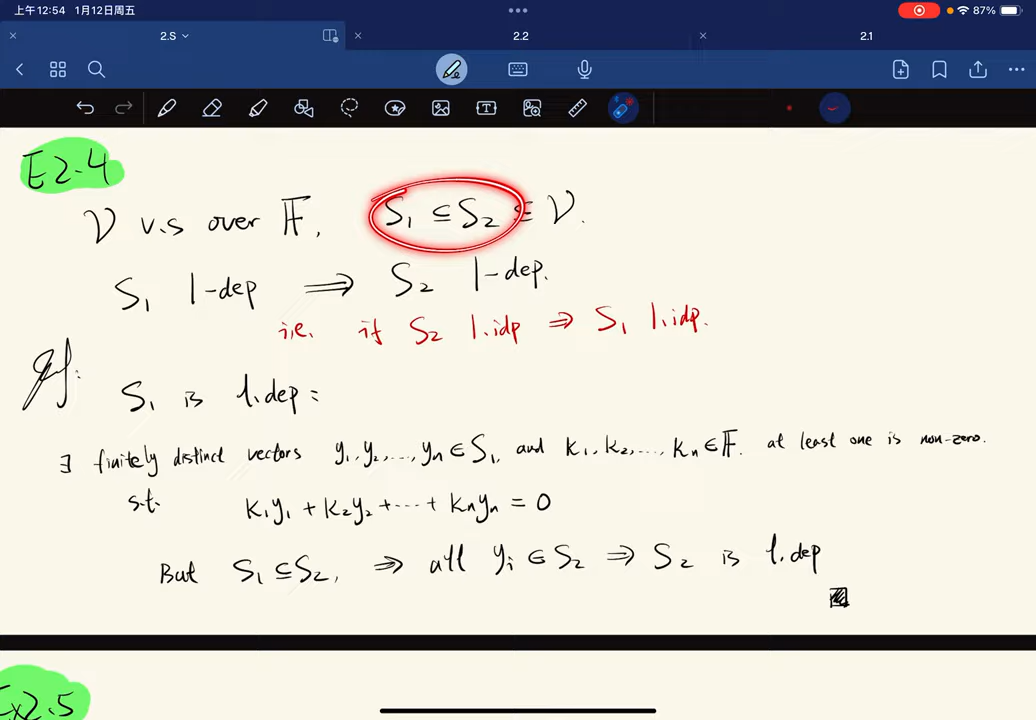 上午12:54 1月12日周五
87%
2.S
2.2
2.1
E2.4
V v.s over F, S₁ ⊆ S₂ ⊆ V.
S₁ l-dep ⟹ S₂ l-dep.
i.e. if S₂ l.idp ⇒ S₁ l.idp.
pf:
S₁ is l.dep:
∃ finitely distinct vectors y₁,y₂,...,yₙ ∈ S₁, and k₁,k₂,...,kₙ ∈ F. at least one is non-zero.
s.t. k₁y₁ + k₂y₂ + ··· + kₙyₙ = 0
But S₁ ⊆ S₂, ⇒ all yᵢ ∈ S₂ ⇒ S₂ is l.dep
Ex2.5